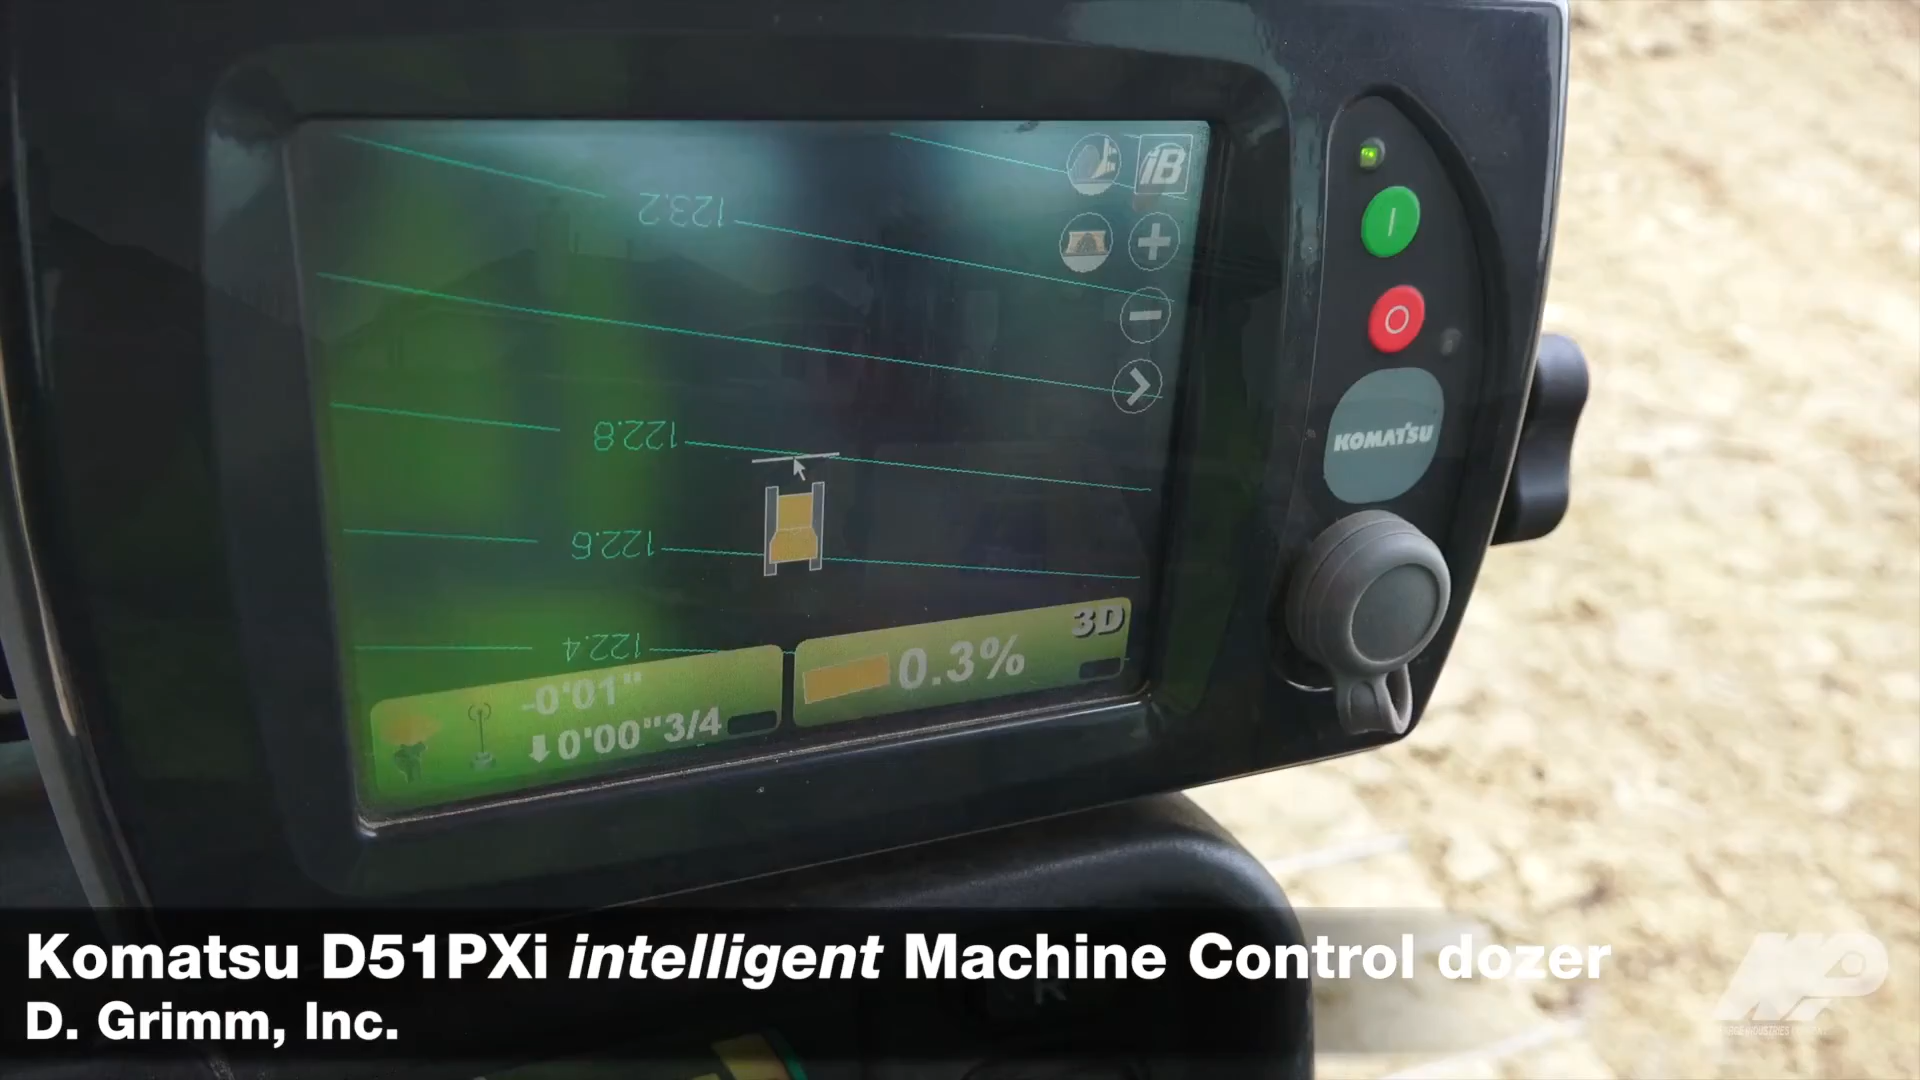 iB
123.2
122.8
122.6
122.4
3D
-0'01"
0.3%
0'00"3/4
KOMATSU
Komatsu D51PXi intelligent Machine Control dozer
D. Grimm, Inc.